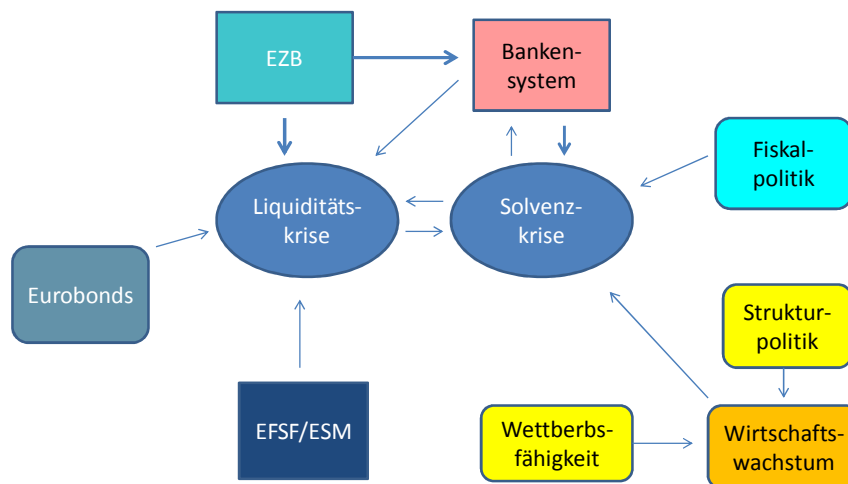 EZB
Banken-
system
Fiskal-
politik
Liquiditäts-
krise
Solvenz-
krise
Eurobonds
Struktur-
politik
EFSF/ESM
Wettberbs-
fähigkeit
Wirtschafts-
wachstum